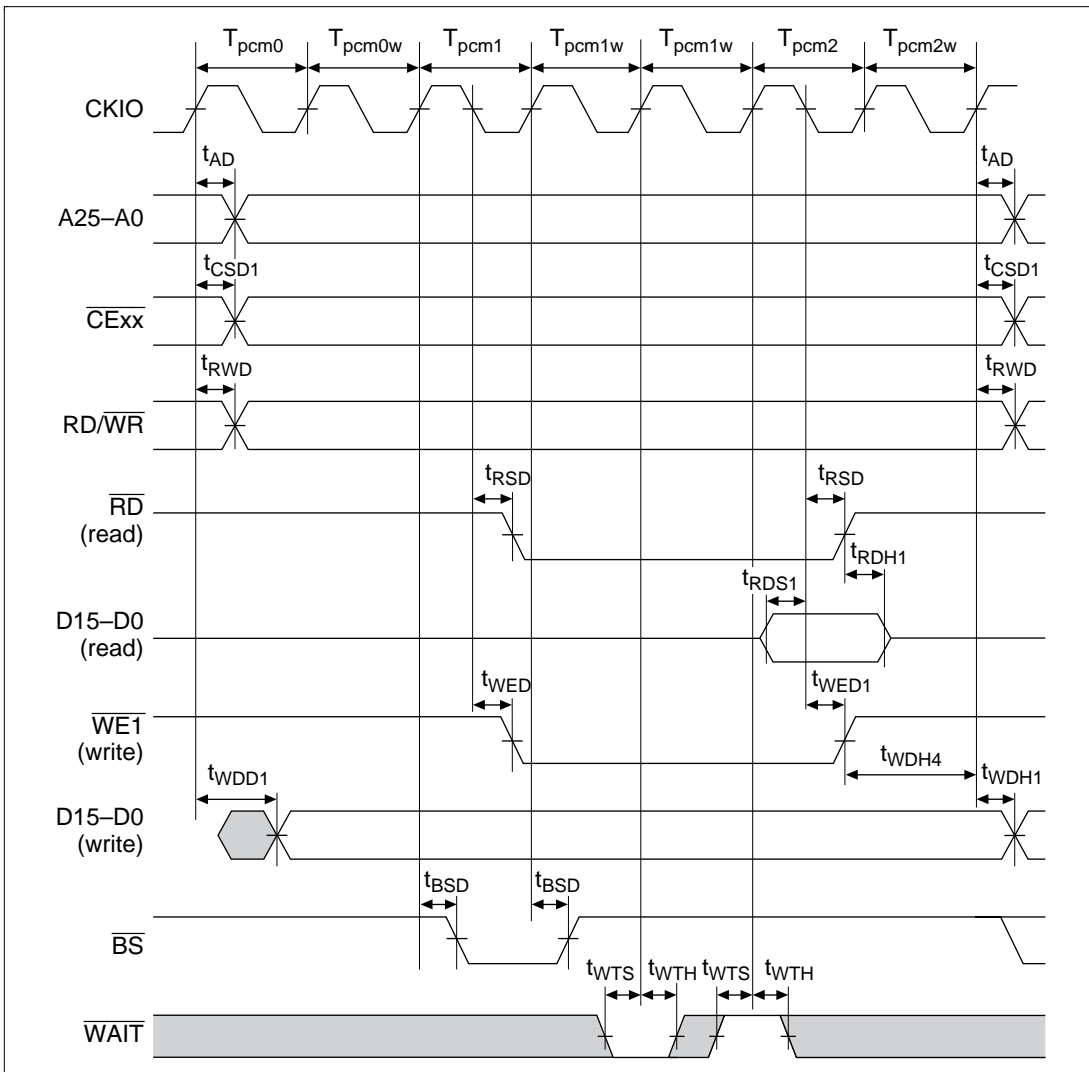 Tpcm0 Tpcm0w Tpcm1 Tpcm1w Tpcm1w Tpcm2 Tpcm2w
CKIO
tAD tAD
A25–A0
tCSD1 tCSD1
CExx
tRWD tRWD
RD/WR
tRSD tRSD
RD
(read)
tRDH1
tRDS1
D15–D0
(read)
tWED tWED1
WE1
(write)
tWDH4
tWDD1 tWDH1
D15–D0
(write)
tBSD tBSD
BS
tWTS tWTH tWTS tWTH
WAIT